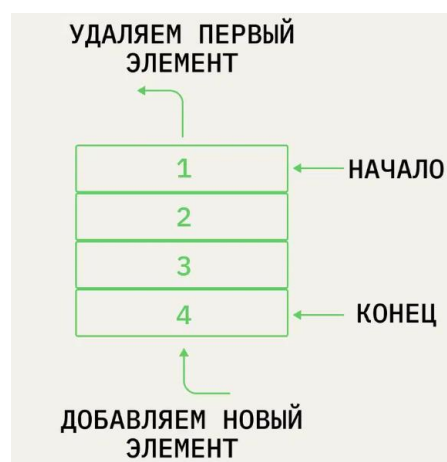 УДАЛЯЕМ ПЕРВЫЙ
ЭЛЕМЕНТ
1
НАЧАЛО
2
3
4
КОНЕЦ
ДОБАВЛЯЕМ НОВЫЙ
ЭЛЕМЕНТ